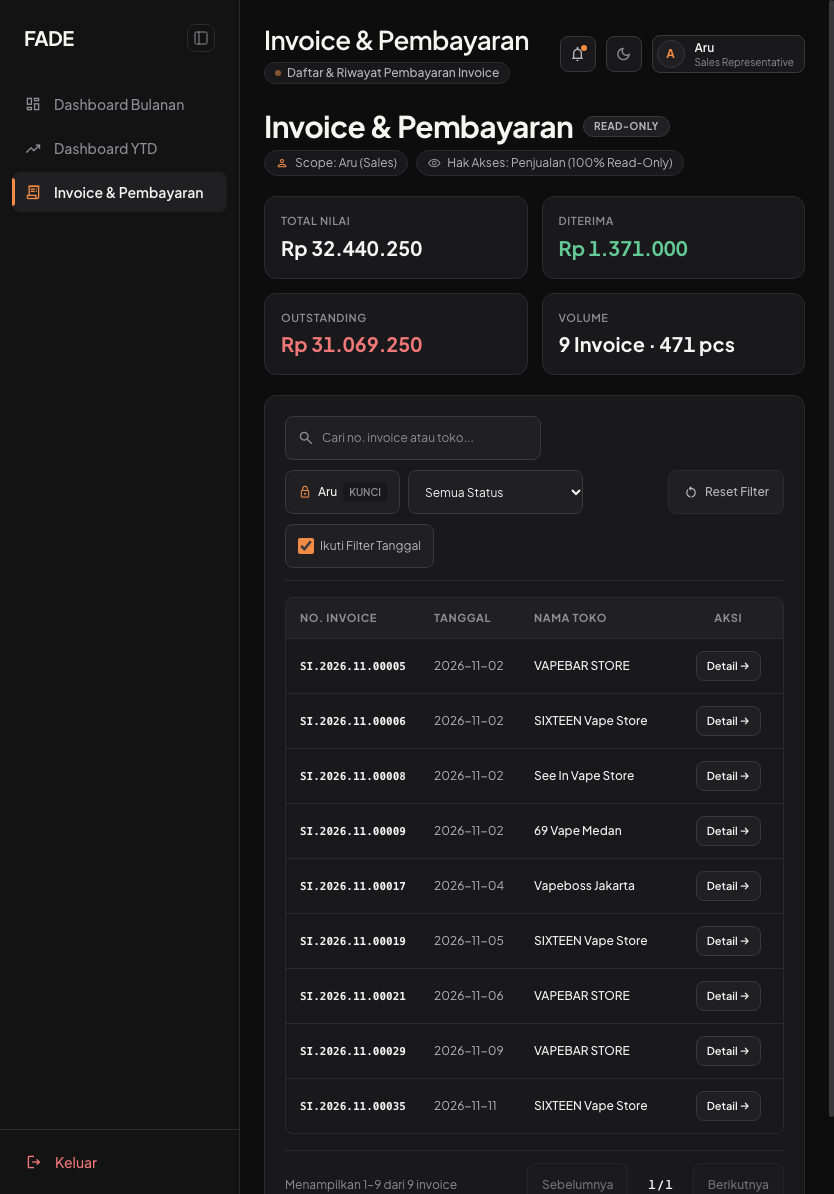 FADE
Dashboard Bulanan
Dashboard YTD
Invoice & Pembayaran
Keluar
Invoice & Pembayaran
Daftar & Riwayat Pembayaran Invoice
A
Aru
Sales Representative
Invoice & Pembayaran READ-ONLY
Scope: Aru (Sales) Hak Akses: Penjualan (100% Read-Only)
TOTAL NILAI
Rp 32.440.250
DITERIMA
Rp 1.371.000
OUTSTANDING
Rp 31.069.250
VOLUME
9 Invoice · 471 pcs
Cari no. invoice atau toko...
Aru KUNCI Semua Status Reset Filter
Ikuti Filter Tanggal
NO. INVOICE TANGGAL NAMA TOKO AKSI
SI.2026.11.00005 2026-11-02 VAPEBAR STORE Detail →
SI.2026.11.00006 2026-11-02 SIXTEEN Vape Store Detail →
SI.2026.11.00008 2026-11-02 See In Vape Store Detail →
SI.2026.11.00009 2026-11-02 69 Vape Medan Detail →
SI.2026.11.00017 2026-11-04 Vapeboss Jakarta Detail →
SI.2026.11.00019 2026-11-05 SIXTEEN Vape Store Detail →
SI.2026.11.00021 2026-11-06 VAPEBAR STORE Detail →
SI.2026.11.00029 2026-11-09 VAPEBAR STORE Detail →
SI.2026.11.00035 2026-11-11 SIXTEEN Vape Store Detail →
Menampilkan 1-9 dari 9 invoice Sebelumnya 1/1 Berikutnya